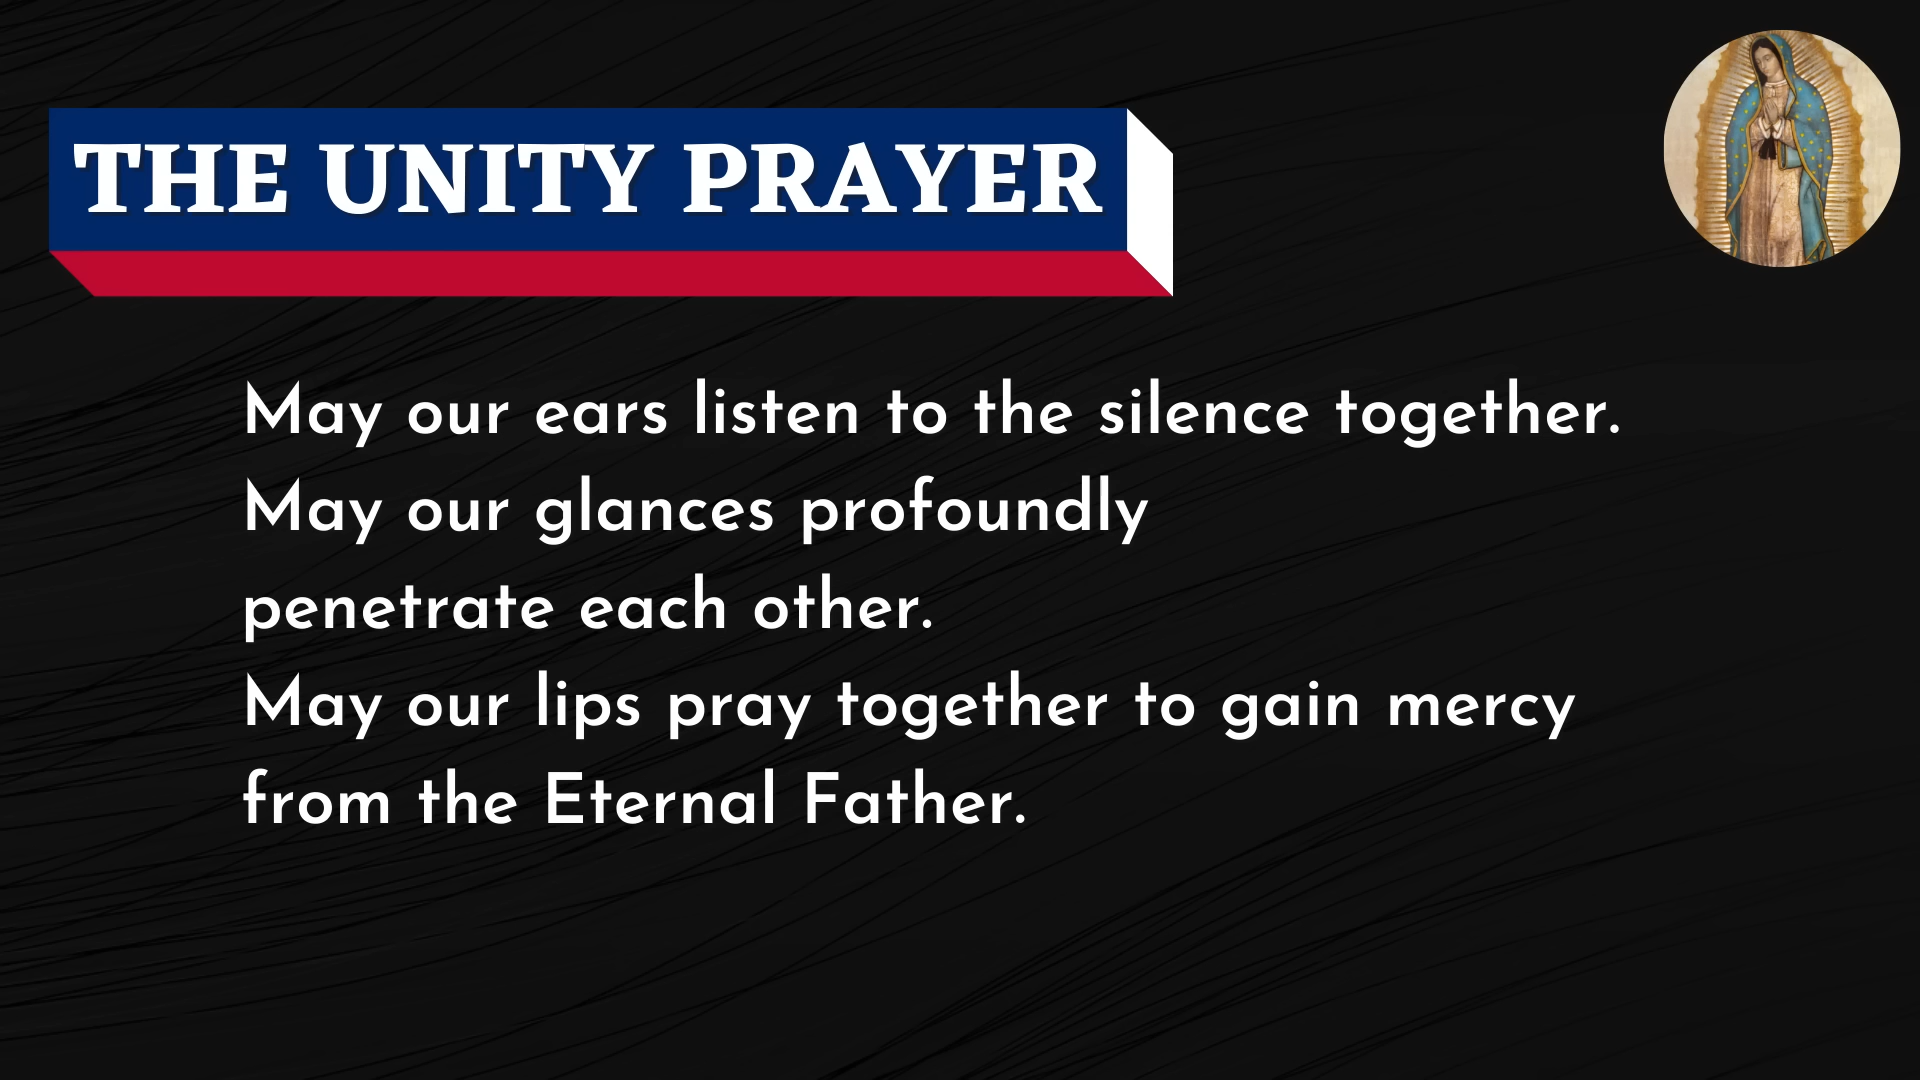 THE UNITY PRAYER
May our ears listen to the silence together.
May our glances profoundly
penetrate each other.
May our lips pray together to gain mercy
from the Eternal Father.